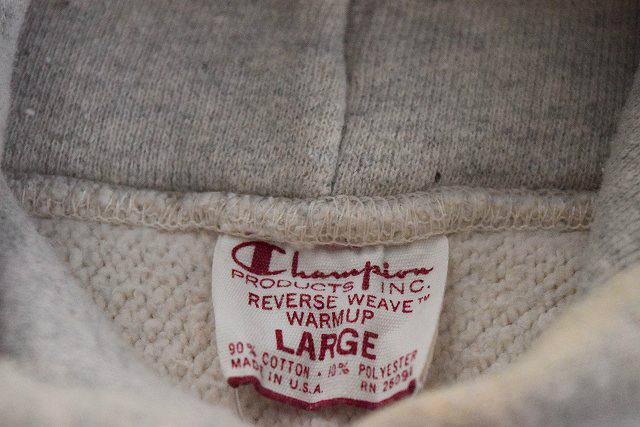 Champion
PRODUCTS INC.
REVERSE WEAVE™
WARMUP
LARGE
90% COTTON • 10% POLYESTER
MADE IN U.S.A. RN 26094